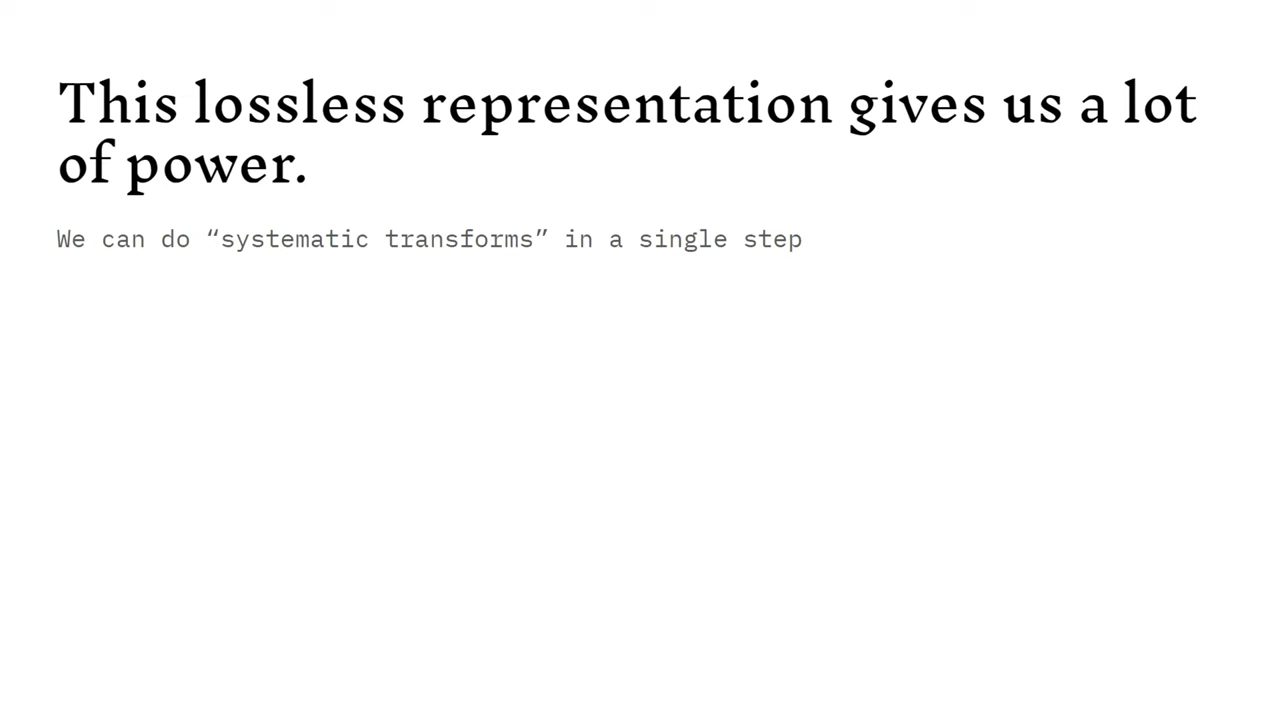 This lossless representation gives us a lot
of power.
We can do “systematic transforms” in a single step